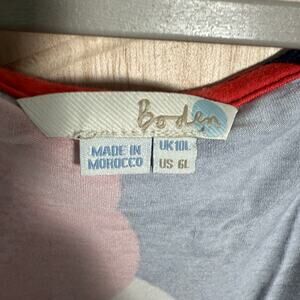 Boden
MADE IN
MOROCCO
UK10L
US 6L